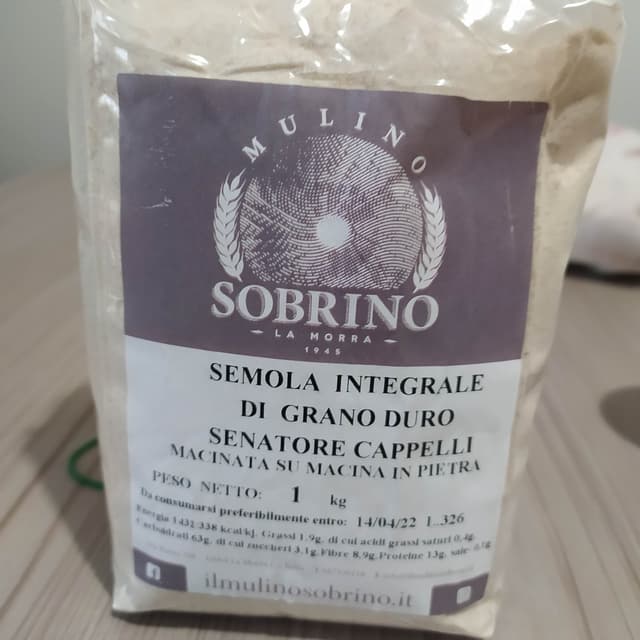 MULINO
SOBRINO
LA MORRA
1945
SEMOLA INTEGRALE
DI GRANO DURO
SENATORE CAPPELLI
MACINATA SU MACINA IN PIETRA
PESO NETTO: 1 kg
Da consumarsi preferibilmente entro: 14/04/22 L.326
Energia 1432:338 kcal/kj. Grassi 1.9g. di cui acidi grassi saturi 0,4g.
Carboidrati 63g. di cui zuccheri 3.1g. Fibre 8,9g. Proteine 13g. sale
ilmulinosobrino.it